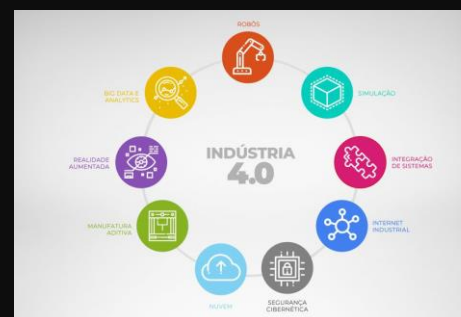 ROBÔS
SIMULAÇÃO
INTEGRAÇÃO
DE SISTEMAS
INTERNET
INDUSTRIAL
SEGURANÇA
CIBERNÉTICA
NUVEM
MANUFATURA
ADITIVA
REALIDADE
AUMENTADA
BIG DATA E
ANALYTICS
INDÚSTRIA
4.0